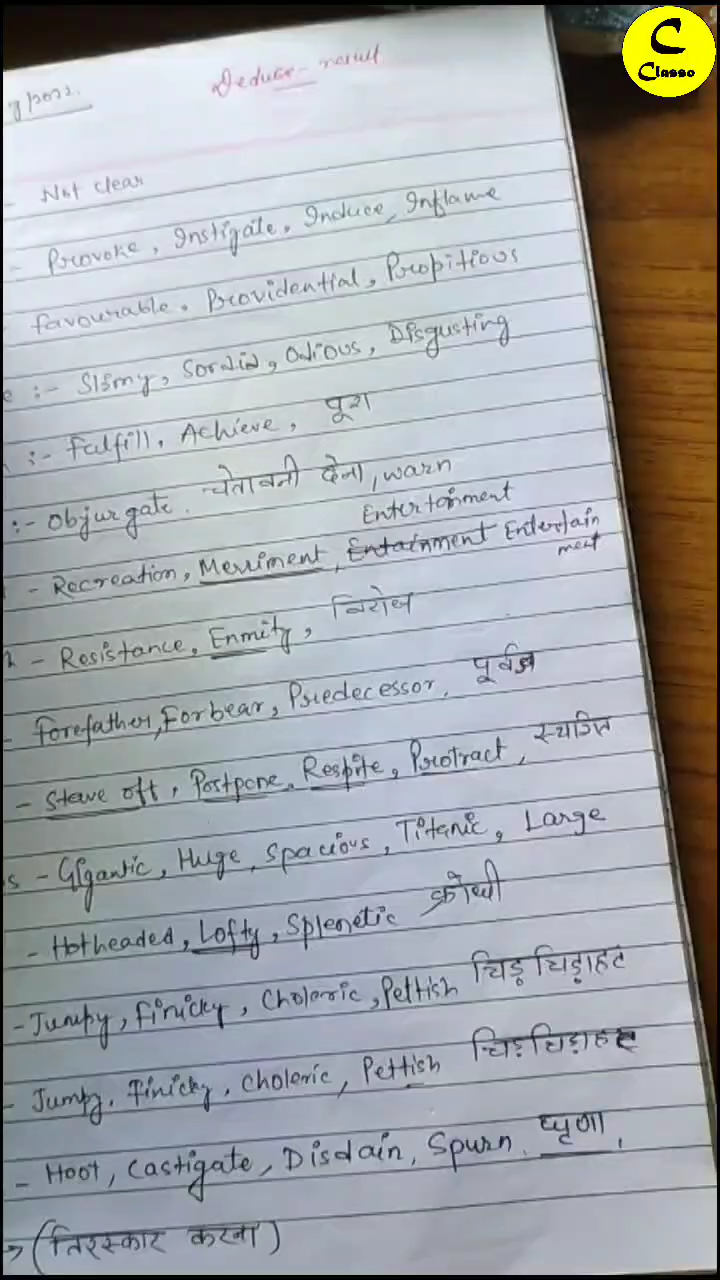 C
Classo
Deduce - result
- Not clear
- Provoke, Instigate, Induce, Inflame
favourable, Providential, Propitious
e :- Slimy, Sordid, Odious, Disgusting
:- Fulfill, Achieve, पूरा
:- Objurgate. चेतावनी देना, warn
Entertainment
- Recreation, Merriment, Entainment Entertain
ment
- Resistance, Enmity, विरोध
- Forefather, Forbear, Predecessor, पूर्वज
- Stave off, Postpone, Respite, Protract, स्थगित
s - Gigantic, Huge, Spacious, Titanic, Large
- Hotheaded, Lofty, Splenetic क्रोधी
- Jumpy, Finicky, Choleric, Pettish चिड़चिड़ाहट
- Jumpy, Finicky, Choleric, Pettish चिड़चिड़ाहट
- Hoot, Castigate, Disdain, Spurn, घृणा,
→ (तिरस्कार करना)